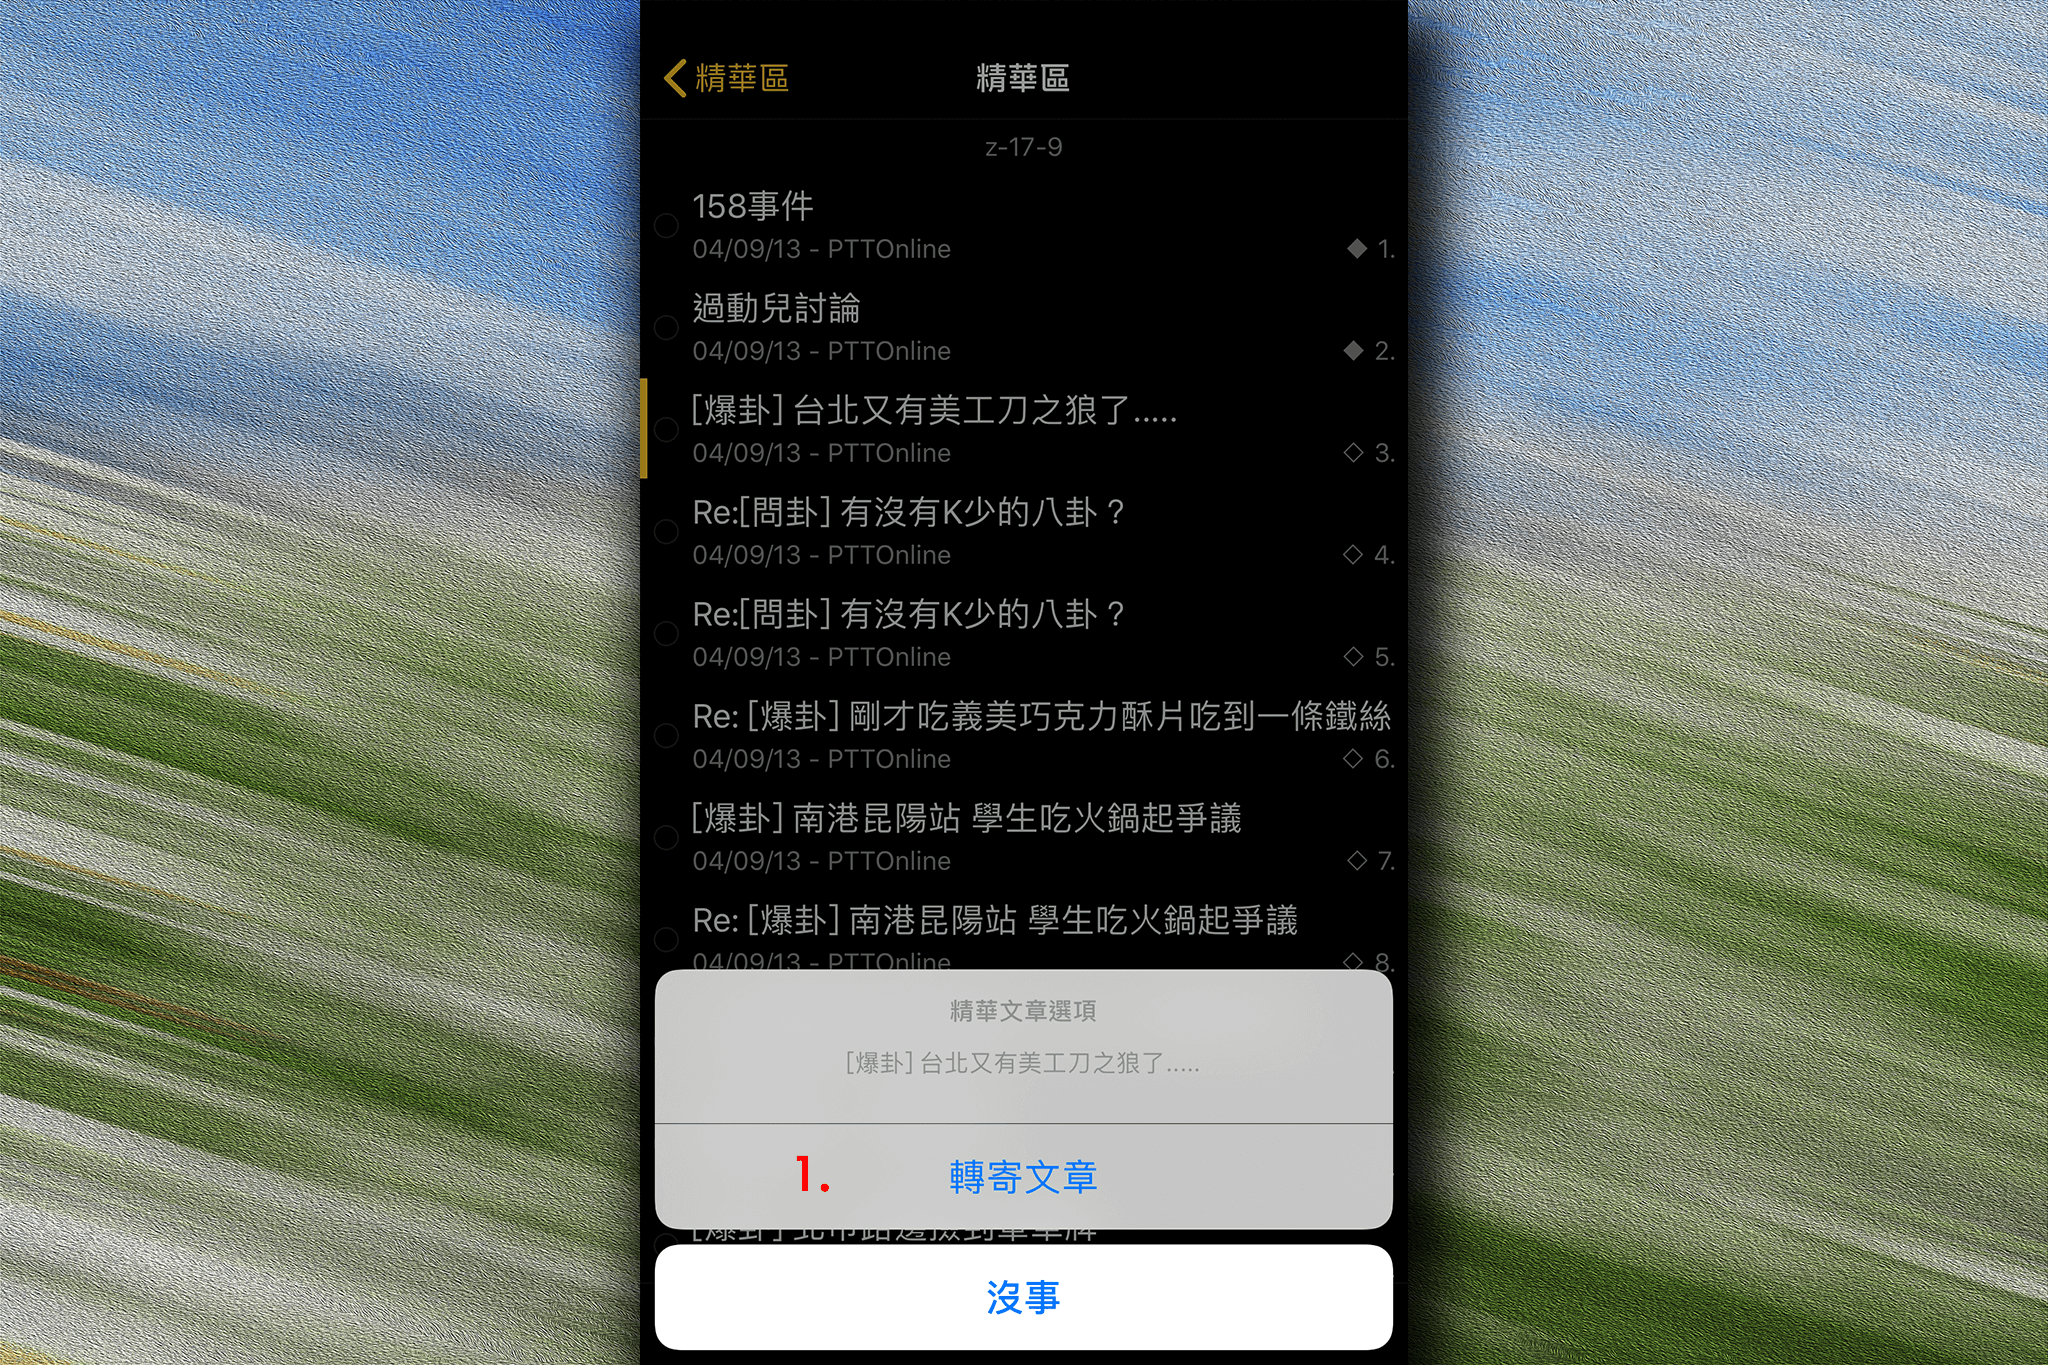 精華區
精華區
z-17-9
158事件
04/09/13 - PTTOnline
◆ 1.
過動兒討論
04/09/13 - PTTOnline
◆ 2.
[爆卦] 台北又有美工刀之狼了.....
04/09/13 - PTTOnline
◇ 3.
Re:[問卦] 有沒有K少的八卦？
04/09/13 - PTTOnline
◇ 4.
Re:[問卦] 有沒有K少的八卦？
04/09/13 - PTTOnline
◇ 5.
Re: [爆卦] 剛才吃義美巧克力酥片吃到一條鐵絲
04/09/13 - PTTOnline
◇ 6.
[爆卦] 南港昆陽站 學生吃火鍋起爭議
04/09/13 - PTTOnline
◇ 7.
Re: [爆卦] 南港昆陽站 學生吃火鍋起爭議
04/09/13 - PTTOnline
◇ 8.
精華文章選項
[爆卦] 台北又有美工刀之狼了.....
1. 轉寄文章
沒事